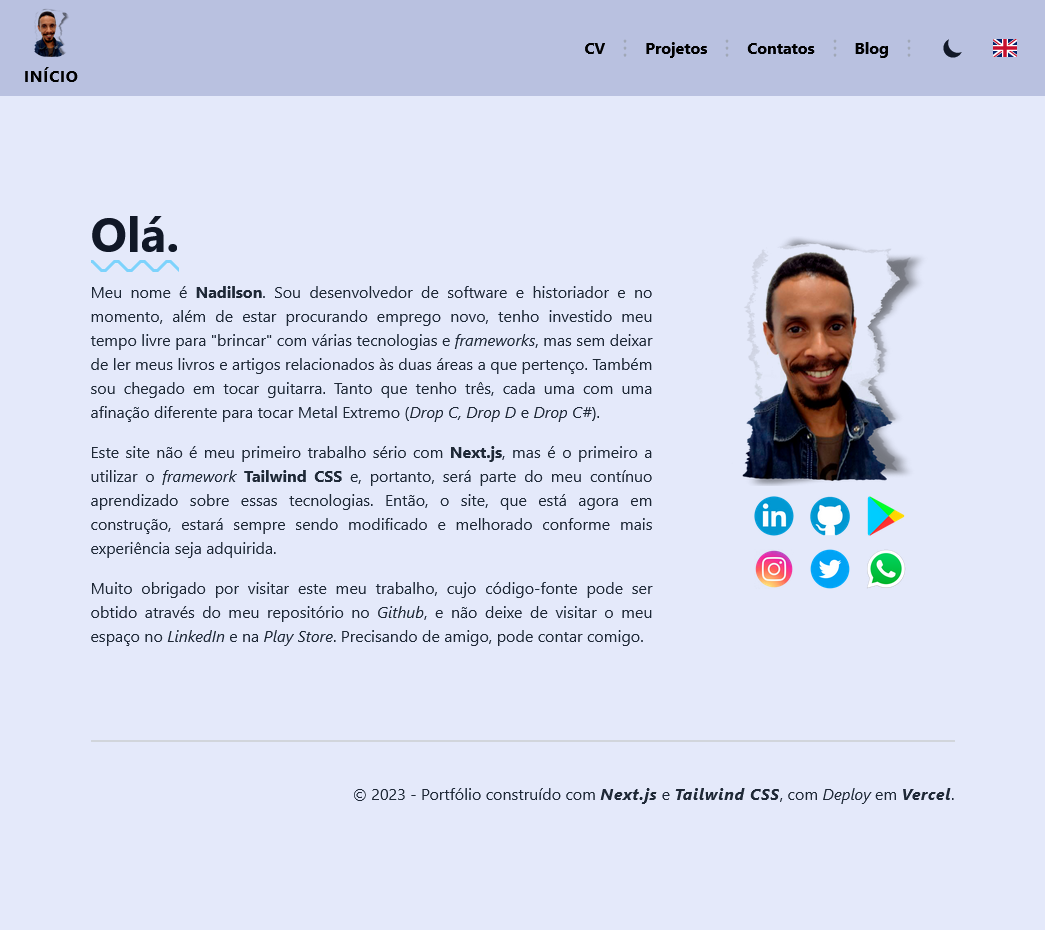 INÍCIO
CV
Projetos
Contatos
Blog
Olá.
Meu nome é Nadilson. Sou desenvolvedor de software e historiador e no
momento, além de estar procurando emprego novo, tenho investido meu
tempo livre para "brincar" com várias tecnologias e frameworks, mas sem deixar
de ler meus livros e artigos relacionados às duas áreas a que pertenço. Também
sou chegado em tocar guitarra. Tanto que tenho três, cada uma com uma
afinação diferente para tocar Metal Extremo (Drop C, Drop D e Drop C#).
Este site não é meu primeiro trabalho sério com Next.js, mas é o primeiro a
utilizar o framework Tailwind CSS e, portanto, será parte do meu contínuo
aprendizado sobre essas tecnologias. Então, o site, que está agora em
construção, estará sempre sendo modificado e melhorado conforme mais
experiência seja adquirida.
Muito obrigado por visitar este meu trabalho, cujo código-fonte pode ser
obtido através do meu repositório no Github, e não deixe de visitar o meu
espaço no LinkedIn e na Play Store. Precisando de amigo, pode contar comigo.
in
© 2023 - Portfólio construído com Next.js e Tailwind CSS, com Deploy em Vercel.